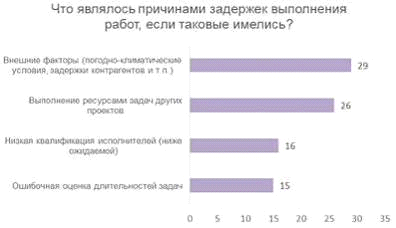 Что являлось причинами задержек выполнения
работ, если таковые имелись?
Внешние факторы (погодно-климатические
условия, задержки контрагентов и т п.)
29
Выполнение ресурсами задач других
проектов
26
Низкая квалификация исполнителей (ниже
ожидаемой)
16
Ошибочная оценка длительностей задач
15
0 5 10 15 20 25 30 35